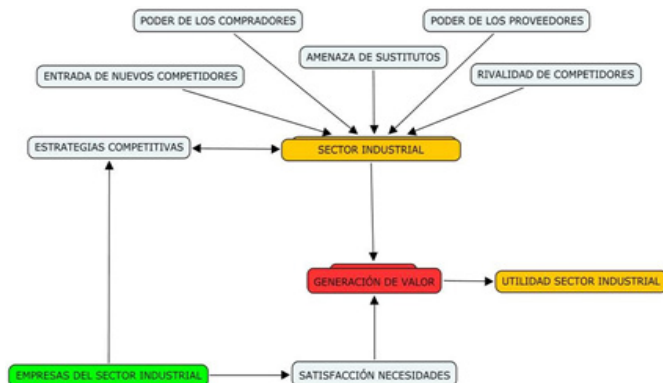 PODER DE LOS COMPRADORES
PODER DE LOS PROVEEDORES
AMENAZA DE SUSTITUTOS
ENTRADA DE NUEVOS COMPETIDORES
RIVALIDAD DE COMPETIDORES
ESTRATEGIAS COMPETITIVAS
SECTOR INDUSTRIAL
GENERACIÓN DE VALOR
UTILIDAD SECTOR INDUSTRIAL
EMPRESAS DEL SECTOR INDUSTRIAL
SATISFACCIÓN NECESIDADES